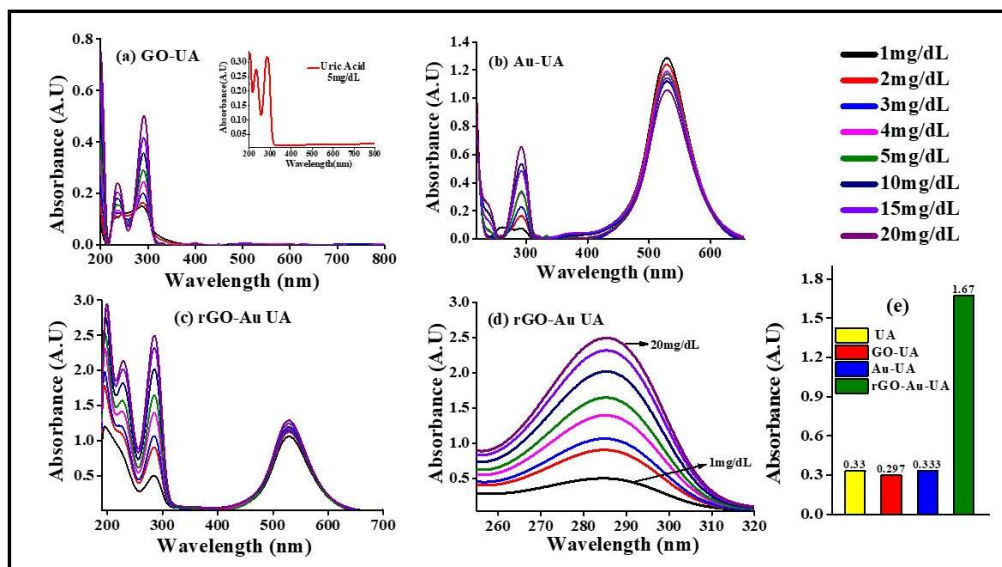 (a) GO-UA
Absorbance (A.U)
0.8
0.6
0.4
0.2
0.0
200 300 400 500 600 700 800
Wavelength (nm)
Absorbance(A.U)
0.30
0.25
0.20
0.15
0.10
0.05
Uric Acid
5mg/dL
200 300 400 500 600 700 800
Wavelength(nm)
(b) Au-UA
Absorbance (A.U)
1.4
1.2
1.0
0.8
0.6
0.4
0.2
0.0
300 400 500 600
Wavelength (nm)
1mg/dL
2mg/dL
3mg/dL
4mg/dL
5mg/dL
10mg/dL
15mg/dL
20mg/dL
(c) rGO-Au UA
Absorbance (A.U)
3.0
2.5
2.0
1.5
1.0
0.5
200 300 400 500 600 700
Wavelength (nm)
(d) rGO-Au UA
Absorbance (A.U)
3.0
2.5
2.0
1.5
1.0
0.5
20mg/dL
1mg/dL
260 270 280 290 300 310 320
Wavelength (nm)
(e)
Absorbance (A.U
1.8
1.5
1.2
0.9
0.6
0.3
0.0
UA
GO-UA
Au-UA
rGO-Au-UA
0.33
0.297
0.333
1.67